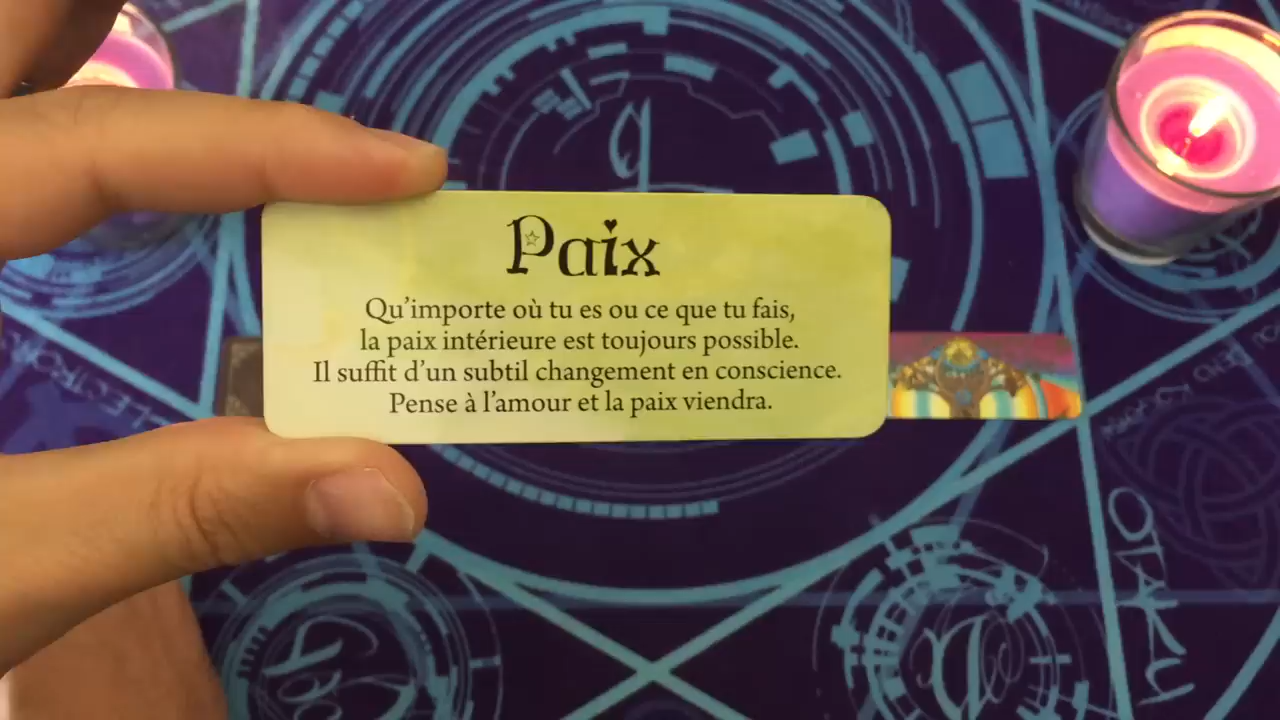 Paix
Qu'importe où tu es ou ce que tu fais,
la paix intérieure est toujours possible.
Il suffit d'un subtil changement en conscience.
Pense à l'amour et la paix viendra.
OTAKY